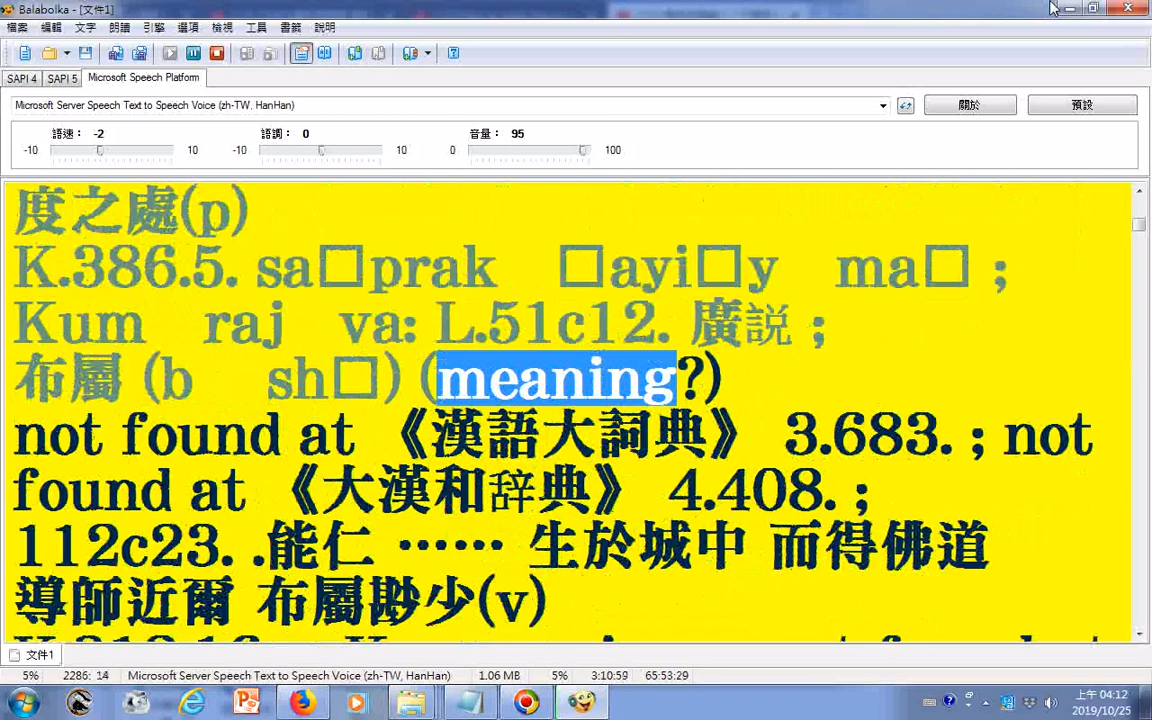 Balabolka - [文件1]
檔案 編輯 文字 朗讀 引擎 選項 檢視 工具 書籤 說明
SAPI 4 SAPI 5 Microsoft Speech Platform
Microsoft Server Speech Text to Speech Voice (zh-TW, HanHan) 關於 預設
語速： -2 語調： 0 音量： 95
-10 10 -10 10 0 100
度之處(p)
K.386.5. sa□prak □ayi□y ma□ ;
Kum raj va: L.51c12. 廣説 ;
布屬 (b sh□) (meaning?)
not found at 《漢語大詞典》 3.683. ; not
found at 《大漢和辞典》 4.408. ;
112c23. .能仁 …… 生於城中 而得佛道
導師近爾 布屬尠少(v)
文件1
5% 2286: 14 Microsoft Server Speech Text to Speech Voice (zh-TW, HanHan) 1.06 MB 5% 3:10:59 65:53:29
上午 04:12
2019/10/25